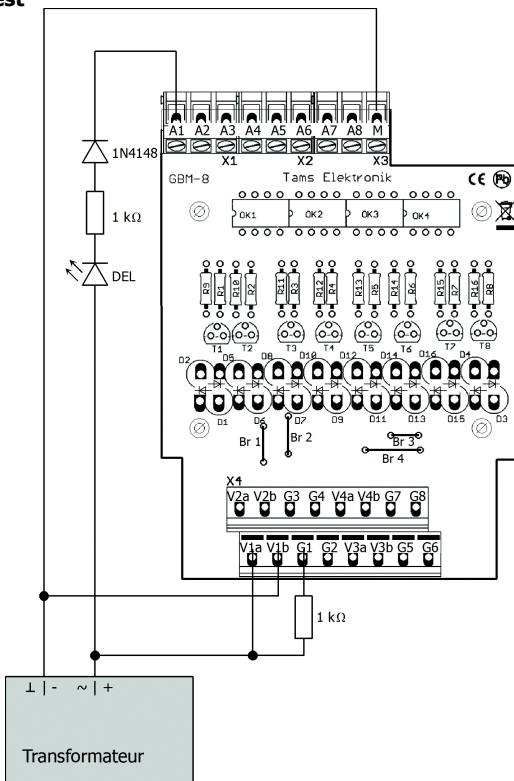 est
A1 A2 A3 A4 A5 A6 A7 A8 M
X1 X2 X3
1N4148
GBM-8 Tams Elektronik CE Pb
1 kΩ
OK1 OK2 OK3 OK4
DEL
R9 R1 R10 R2 R11 R3 R12 R4 R13 R5 R14 R6 R15 R7 R16 R8
T1 T2 T3 T4 T5 T6 T7 T8
D2 D5 D8 D10 D12 D14 D16 D4
D1 D6 D7 D9 D11 D13 D15 D3
Br 1 Br 2 Br 3
Br 4
X4
V2a V2b G3 G4 V4a V4b G7 G8
V1a V1b G1 G2 V3a V3b G5 G6
1 kΩ
⊥ | - ~ | +
Transformateur